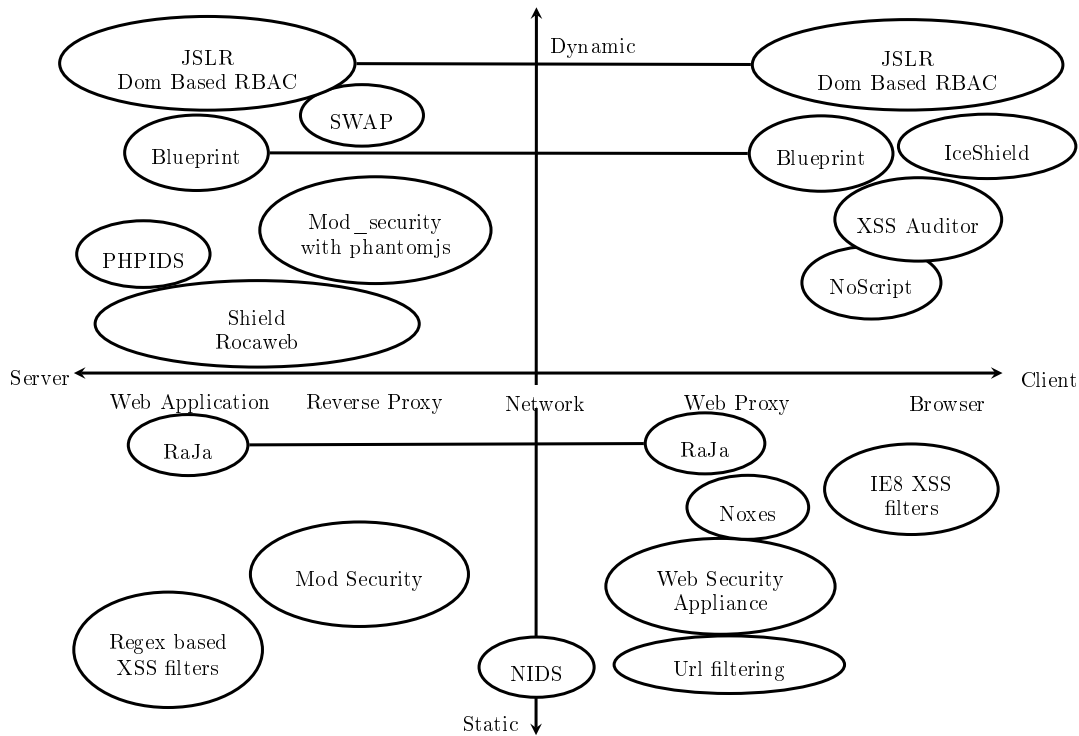 Dynamic
JSLR
Dom Based RBAC
JSLR
Dom Based RBAC
SWAP
Blueprint
Blueprint
IceShield
Mod_security
with phantomjs
XSS Auditor
PHPIDS
NoScript
Shield
Rocaweb
Server
Client
Web Application
Reverse Proxy
Network
Web Proxy
Browser
RaJa
RaJa
IE8 XSS
filters
Noxes
Mod Security
Web Security
Appliance
Regex based
XSS filters
NIDS
Url filtering
Static